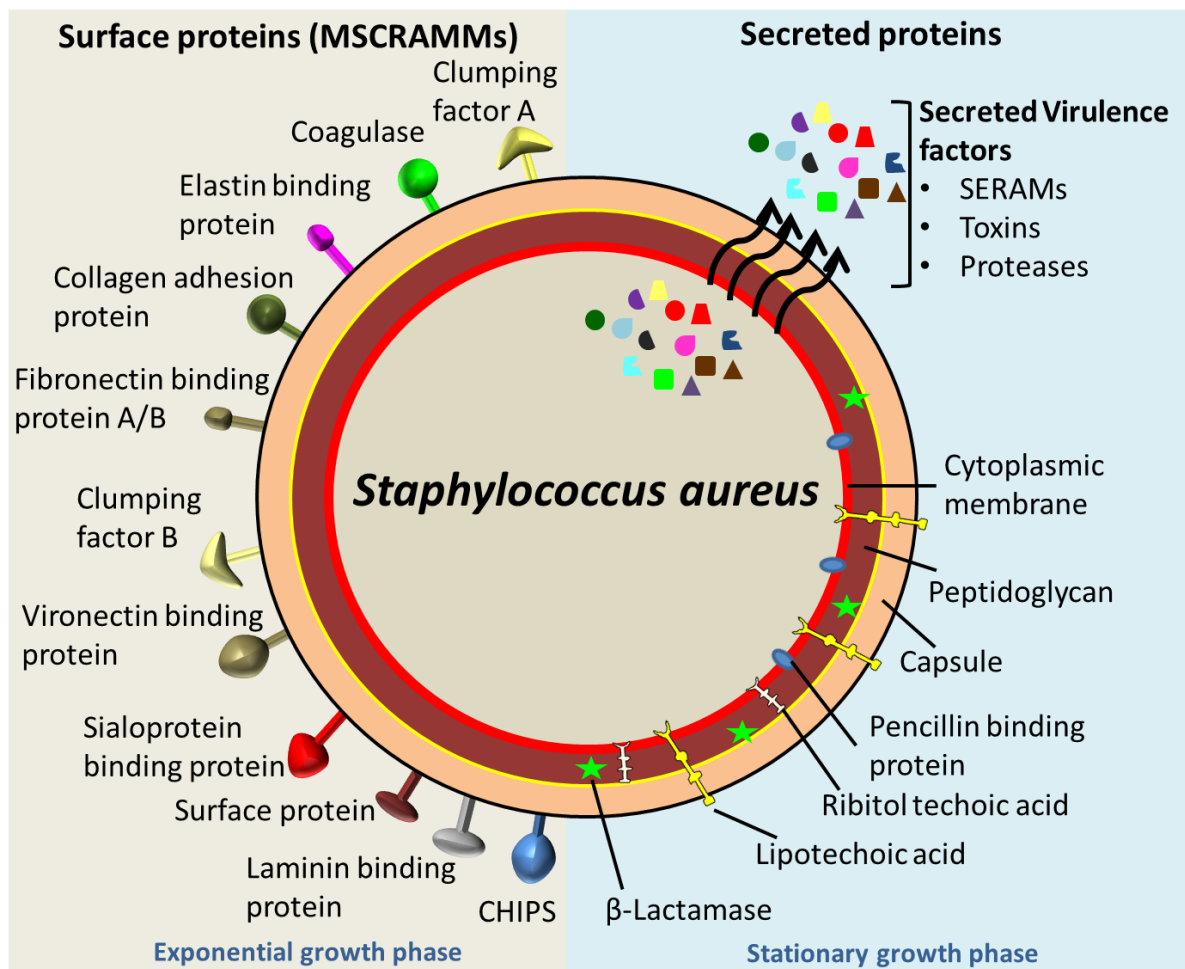 Surface proteins (MSCRAMMs)
Clumping
factor A
Coagulase
Elastin binding
protein
Collagen adhesion
protein
Fibronectin binding
protein A/B
Clumping
factor B
Vironectin binding
protein
Sialoprotein
binding protein
Surface protein
Laminin binding
protein
CHIPS
Exponential growth phase
Staphylococcus aureus
Secreted proteins
Secreted Virulence
factors
• SERAMs
• Toxins
• Proteases
Cytoplasmic
membrane
Peptidoglycan
Capsule
Pencillin binding
protein
Ribitol techoic acid
Lipotechoic acid
β-Lactamase
Stationary growth phase